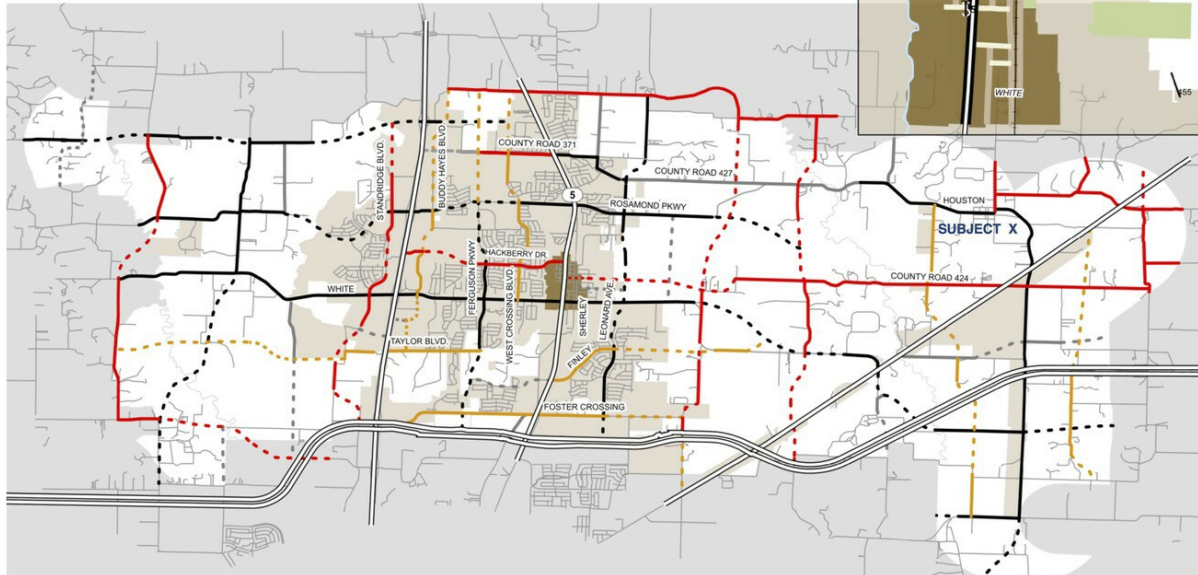 WHITE
455
COUNTY ROAD 371
COUNTY ROAD 427
STANDRIDGE BLVD.
BUDDY HAYES BLVD
5
ROSAMOND PKWY
HOUSTON
SUBJECT X
HACKBERRY DR.
COUNTY ROAD 424
FERGUSON PKWY
WEST CROSSING BLVD.
WHITE
SHERLEY
LEONARD AVE.
TAYLOR BLVD.
FINLEY
FOSTER CROSSING